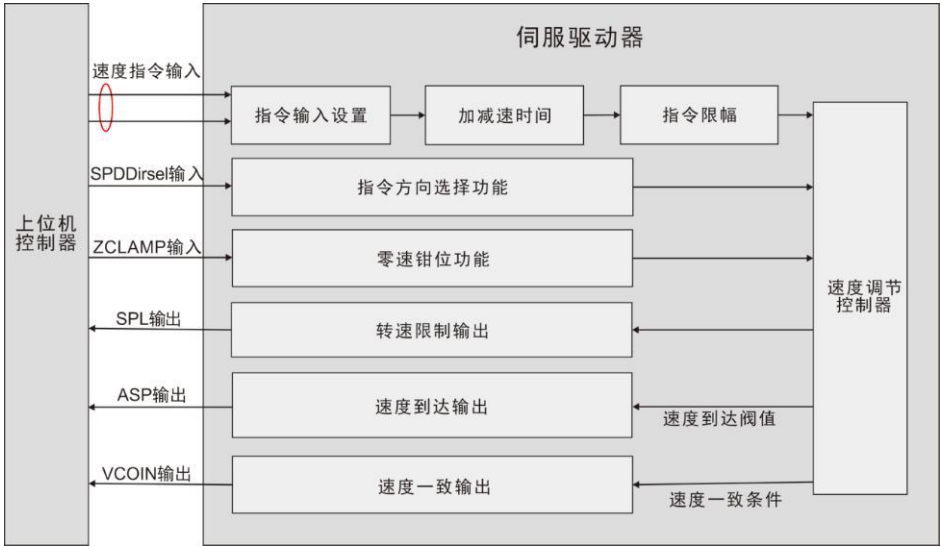 伺服驱动器
速度指令输入
指令输入设置
加减速时间
指令限幅
SPDDirsel输入
指令方向选择功能
上位机
控制器
ZCLAMP输入
零速钳位功能
速度调节
控制器
SPL输出
转速限制输出
ASP输出
速度到达输出
速度到达阀值
VCOIN输出
速度一致输出
速度一致条件